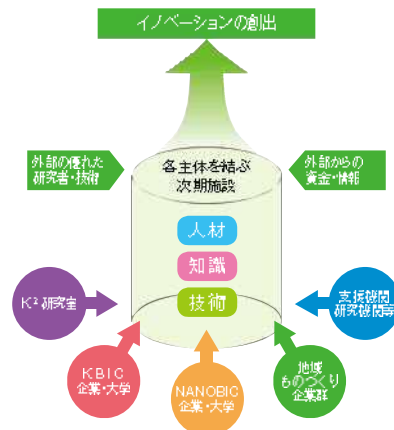 イノベーションの創出
外部の優れた
研究者・技術
各主体を結ぶ
次期施設
外部からの
資金・情報
人材
知識
技術
K² 研究室
支援機関
研究機関等
KBIC
企業・大学
NANOBIC
企業・大学
地域
ものづくり
企業群